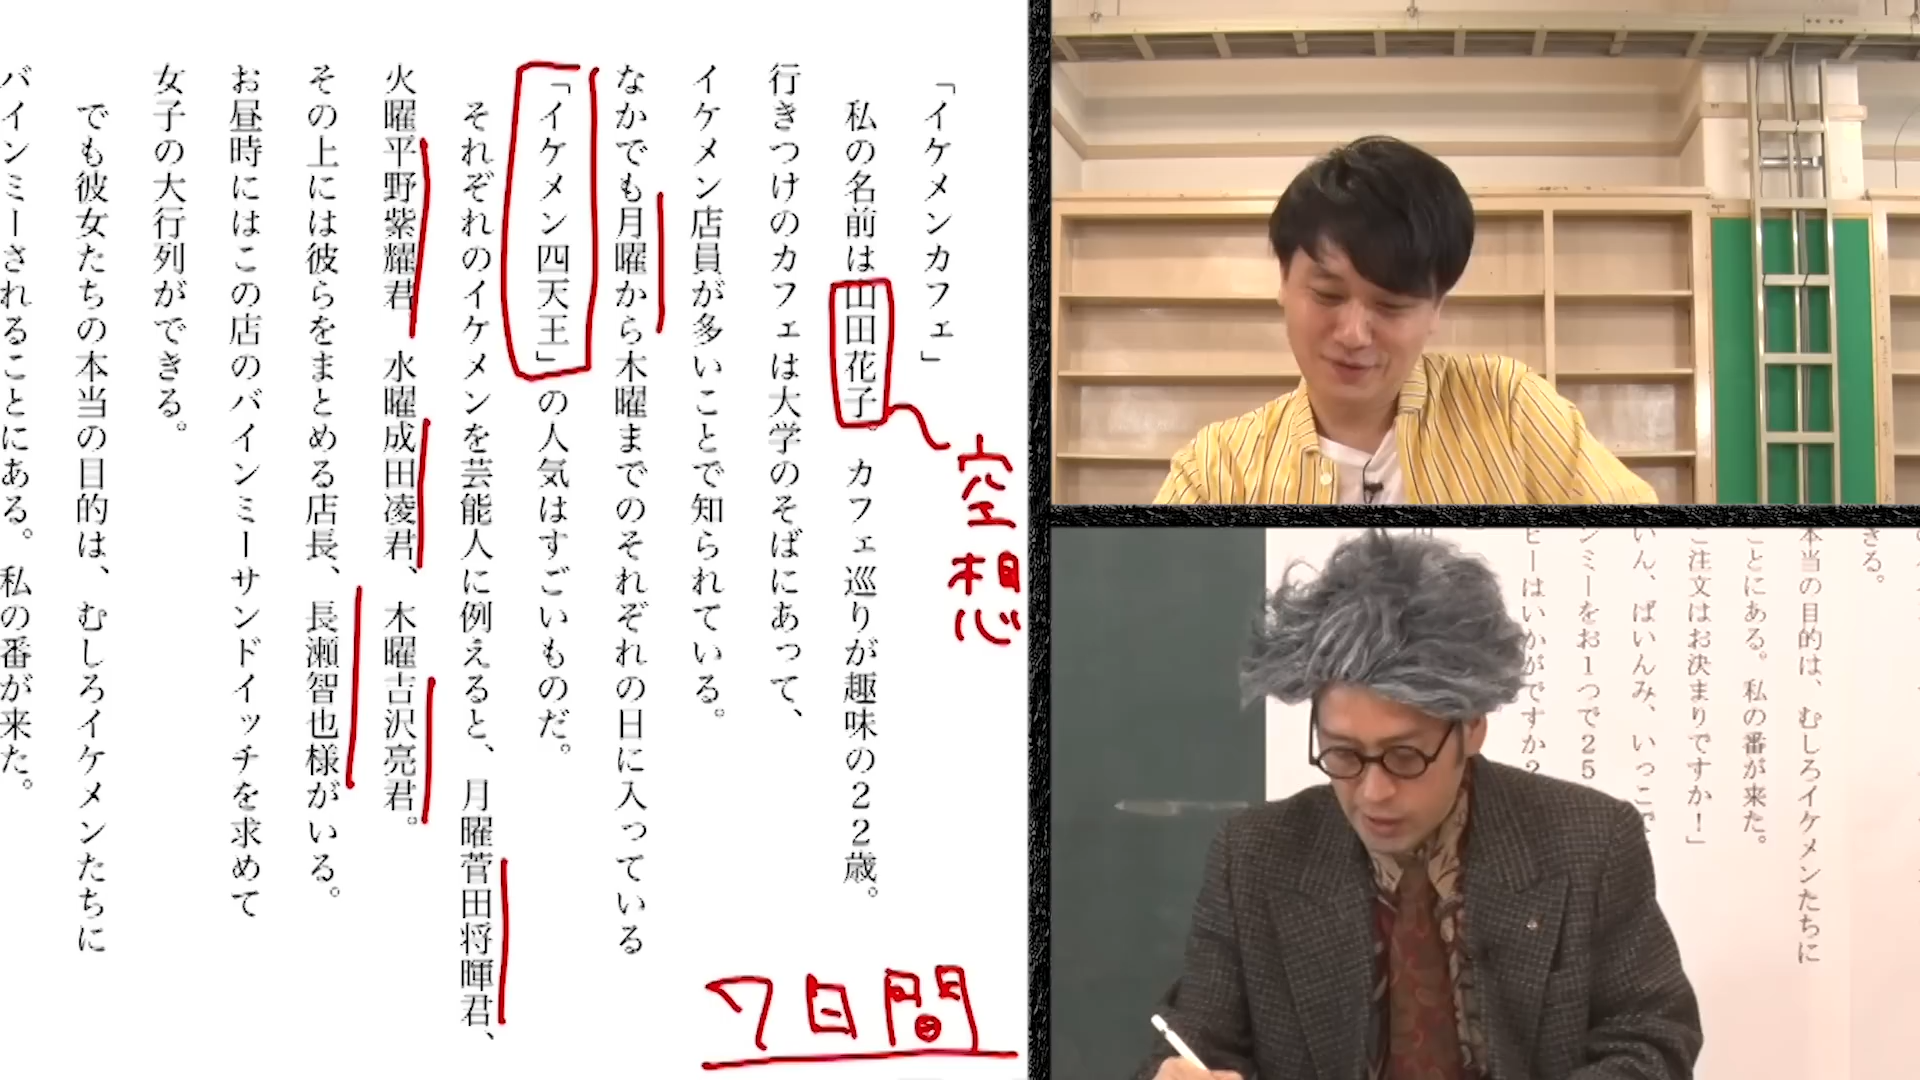 「イケメンカフェ」
私の名前は山田花子。カフェ巡りが趣味の２２歳。
行きつけのカフェは大学のそばにあって、
イケメン店員が多いことで知られている。
なかでも月曜から木曜までのそれぞれの日に入っている
「イケメン四天王」の人気はすごいものだ。
それぞれのイケメンを芸能人に例えると、月曜菅田将暉君、
火曜平野紫耀君、水曜成田凌君、木曜吉沢亮君。
その上には彼らをまとめる店長、長瀬智也様がいる。
お昼時にはこの店のバインミーサンドイッチを求めて
女子の大行列ができる。
でも彼女たちの本当の目的は、むしろイケメンたちに
バインミーされることにある。私の番が来た。
空想
7日間
きる。
本当の目的は、むしろイケメンたちに
ことにある。私の番が来た。
ご注文はお決まりですか！」
いん、ばいんみ、いっこで
ンミーをお１つで２５
ヒーはいかがですか？